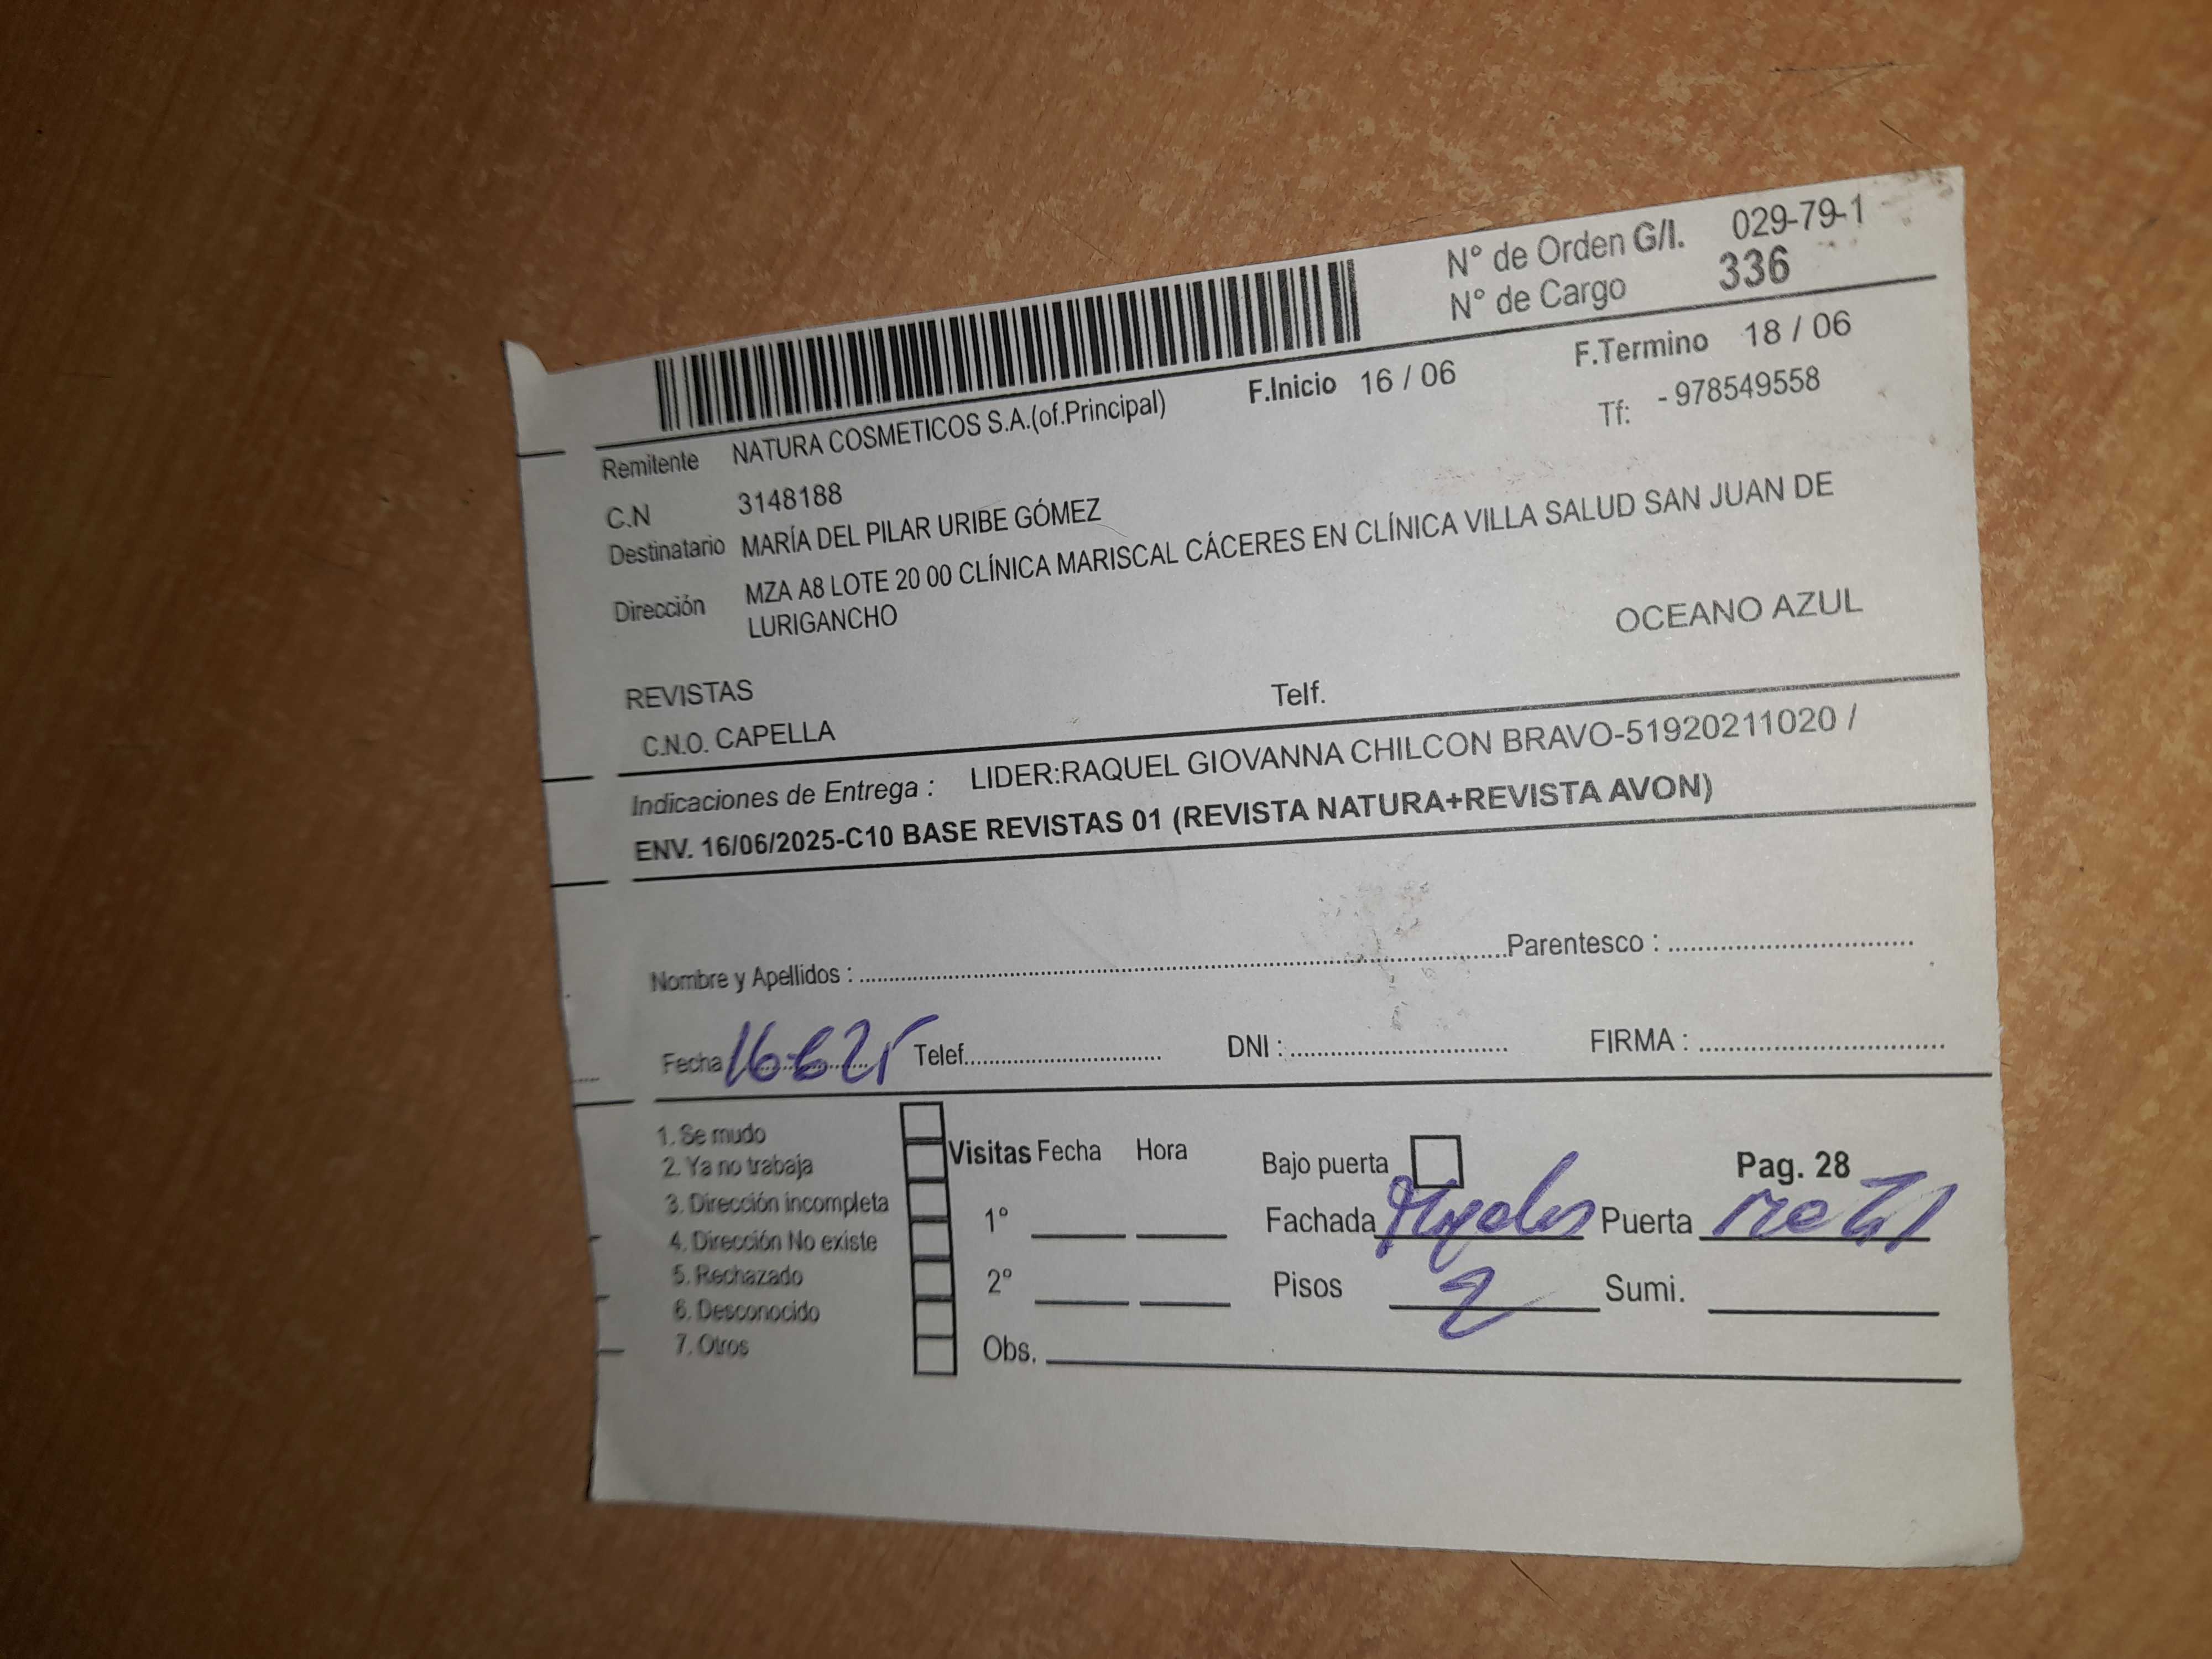 N° de Orden G/I. 029-79-1
N° de Cargo 336
F.Inicio 16 / 06 F.Termino 18 / 06
Remitente NATURA COSMETICOS S.A.(of.Principal) Tf: - 978549558
C.N 3148188
Destinatario MARÍA DEL PILAR URIBE GÓMEZ
Dirección MZA A8 LOTE 20 00 CLÍNICA MARISCAL CÁCERES EN CLÍNICA VILLA SALUD SAN JUAN DE
LURIGANCHO
OCEANO AZUL
REVISTAS Telf.
C.N.O. CAPELLA
Indicaciones de Entrega : LIDER:RAQUEL GIOVANNA CHILCON BRAVO-51920211020 /
ENV. 16/06/2025-C10 BASE REVISTAS 01 (REVISTA NATURA+REVISTA AVON)
Nombre y Apellidos : Parentesco :
Fecha 16-6-25 Telef. DNI : FIRMA :
1. Se mudo
2. Ya no trabaja
3. Dirección incompleta
4. Dirección No existe
5. Rechazado
6. Desconocido
7. Otros
Visitas Fecha Hora
1°
2°
Obs.
Bajo puerta Pag. 28
Fachada Puerta
Pisos 2 Sumi.